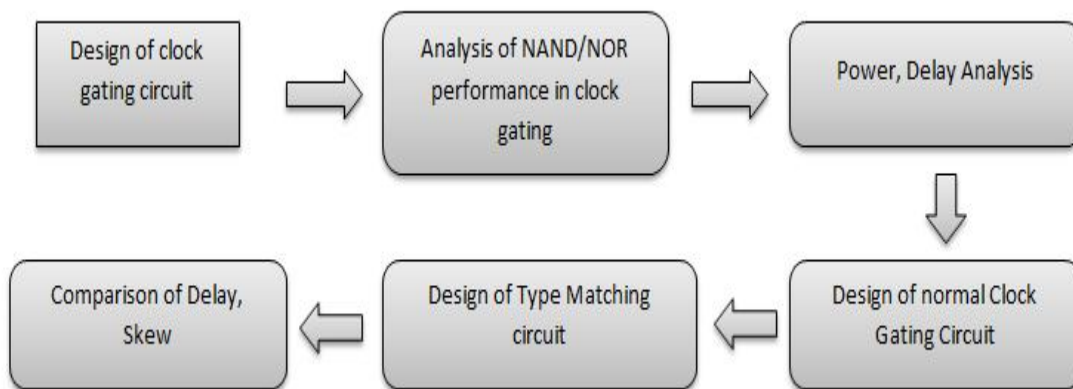 Design of clock
gating circuit
Analysis of NAND/NOR
performance in clock
gating
Power, Delay Analysis
Design of normal Clock
Gating Circuit
Design of Type Matching
circuit
Comparison of Delay,
Skew